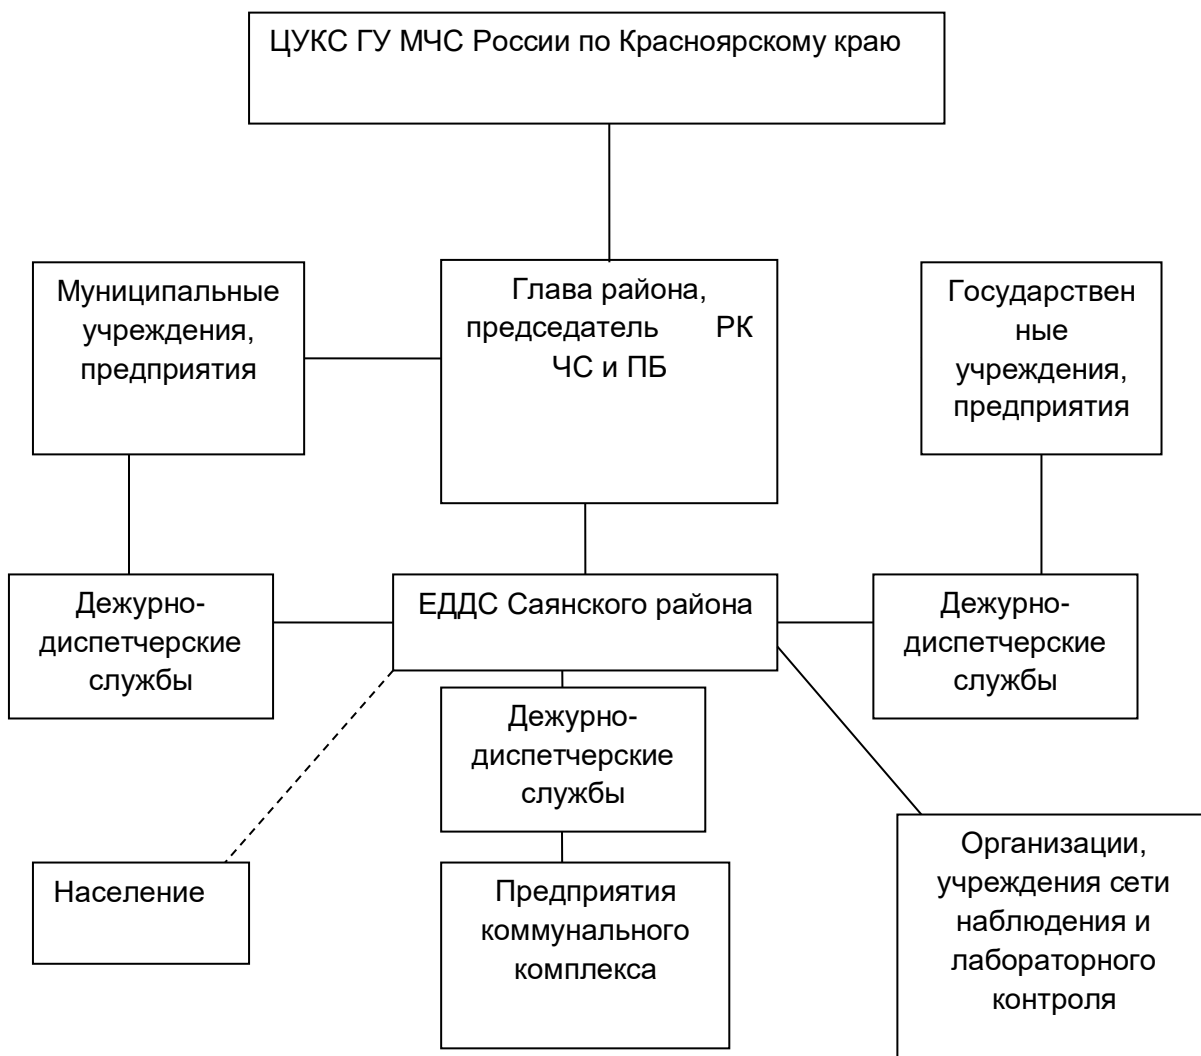 ЦУКС ГУ МЧС России по Красноярскому краю
Муниципальные
учреждения,
предприятия
Глава района,
председатель РК
ЧС и ПБ
Государствен
ные
учреждения,
предприятия
Дежурно-
диспетчерские
службы
ЕДДС Саянского района
Дежурно-
диспетчерские
службы
Дежурно-
диспетчерские
службы
Население
Предприятия
коммунального
комплекса
Организации,
учреждения сети
наблюдения и
лабораторного
контроля